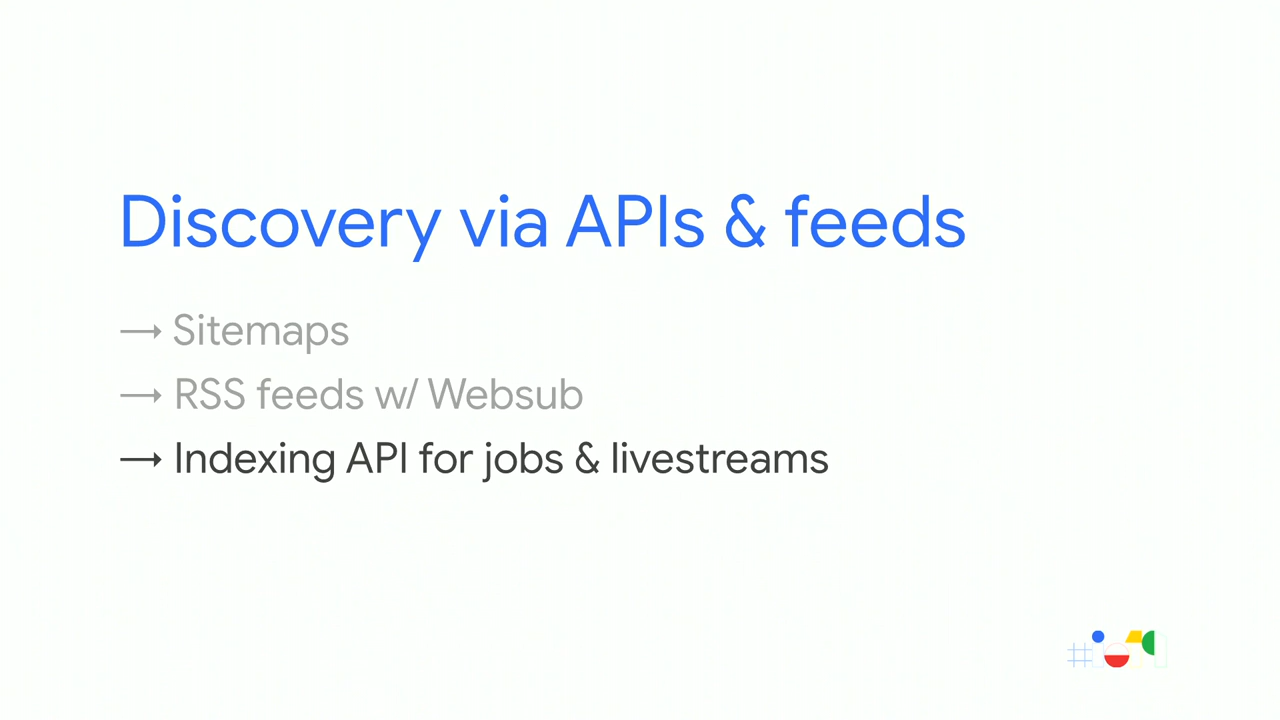 Discovery via APIs & feeds
→ Sitemaps
→ RSS feeds w/ Websub
→ Indexing API for jobs & livestreams